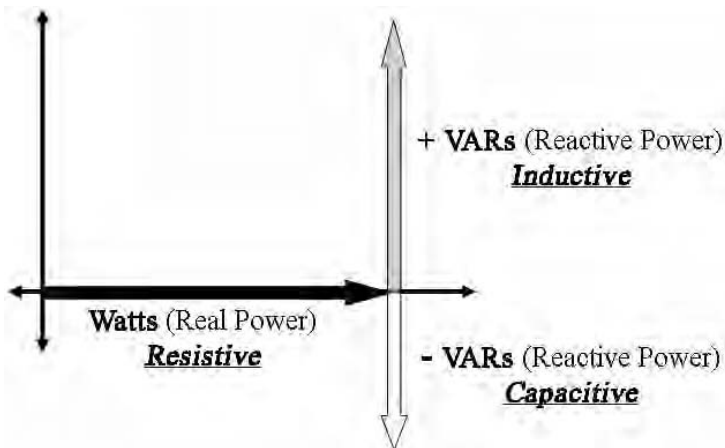 + VARs (Reactive Power)
Inductive
Watts (Real Power)
Resistive
- VARs (Reactive Power)
Capacitive